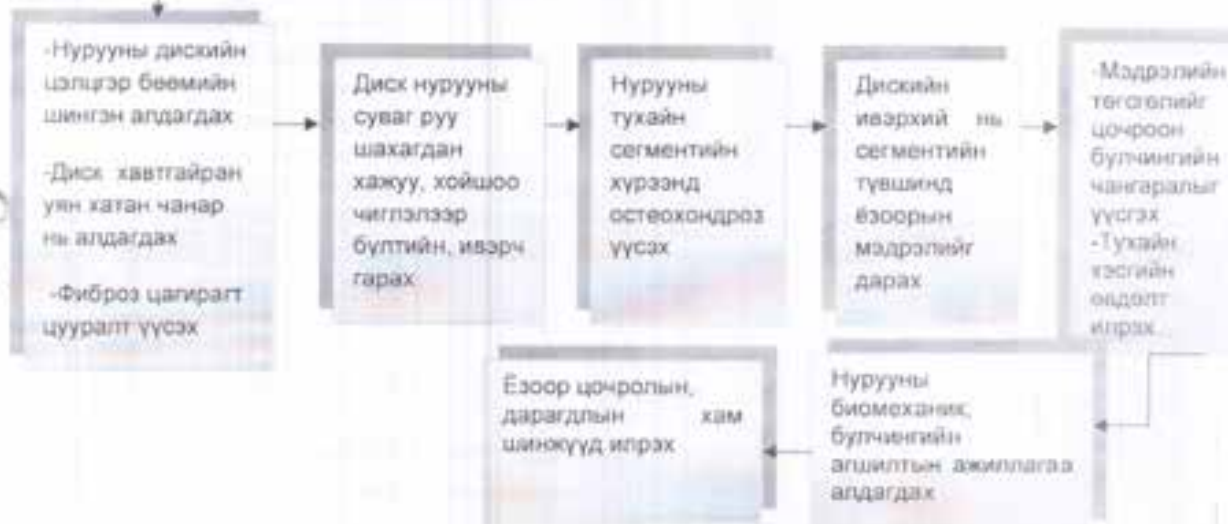 -Нурууны дискийн
цэлцгэр бөөмийн
шингэн алдагдах
-Диск хавтгайран
уян хатан чанар
нь алдагдах
-Фиброз цагирагт
цууралт үүсэх
Диск нурууны
суваг руу
шахагдан
хажуу, хойшоо
чиглэлээр
бүлтийн, ивэрч
гарах
Нурууны
тухайн
сегментийн
хүрээнд
остеохондроз
үүсэх
Дискийн
ивэрхий нь
сегментийн
түвшинд
ёзоорын
мэдрэлийг
дарах
-Мэдрэлийн
төгсгөлийг
цочроон
булчингийн
чангаралыг
үүсгэх
-Тухайн
хэсгийн
өвдөлт
илрэх...
Нурууны
биомеханик,
булчингийн
агшилтын ажиллагаа
алдагдах
Ёзоор цочролын,
дарагдлын хам
шинжүүд илрэх